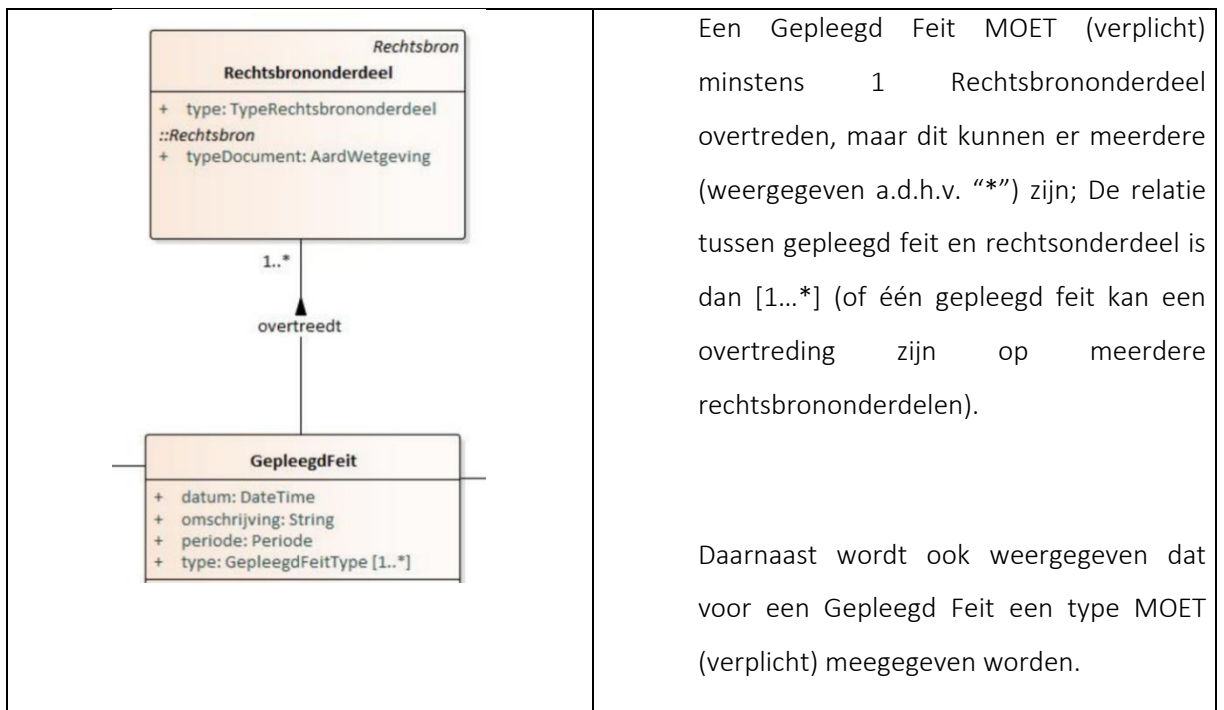 Rechtsbron
Rechtsbrononderdeel
+ type: TypeRechtsbrononderdeel
::Rechtsbron
+ typeDocument: AardWetgeving
1..*
overtreedt
GepleegdFeit
+ datum: DateTime
+ omschrijving: String
+ periode: Periode
+ type: GepleegdFeitType [1..*]
Een Gepleegd Feit MOET (verplicht)
minstens 1 Rechtsbrononderdeel
overtreden, maar dit kunnen er meerdere
(weergegeven a.d.h.v. “*”) zijn; De relatie
tussen gepleegd feit en rechtsonderdeel is
dan [1…*] (of één gepleegd feit kan een
overtreding zijn op meerdere
rechtsbrononderdelen).
Daarnaast wordt ook weergegeven dat
voor een Gepleegd Feit een type MOET
(verplicht) meegegeven worden.